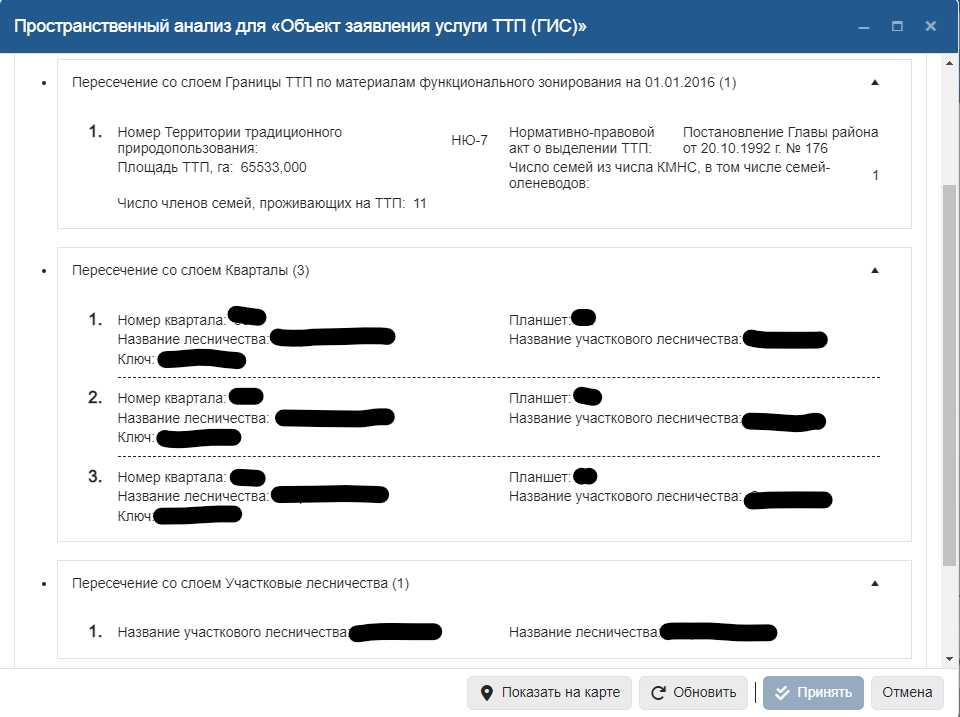 Пространственный анализ для «Объект заявления услуги ТТП (ГИС)»
Пересечение со слоем Границы ТТП по материалам функционального зонирования на 01.01.2016 (1)
1. Номер Территории традиционного природопользования: НЮ-7
Нормативно-правовой акт о выделении ТТП: Постановление Главы района от 20.10.1992 г. № 176
Площадь ТТП, га: 65533,000
Число семей из числа КМНС, в том числе семей-оленеводов: 1
Число членов семей, проживающих на ТТП: 11
Пересечение со слоем Кварталы (3)
1. Номер квартала: Планшет:
Название лесничества: Название участкового лесничества:
Ключ:
2. Номер квартала: Планшет:
Название лесничества: Название участкового лесничества:
Ключ:
3. Номер квартала: Планшет:
Название лесничества: Название участкового лесничества:
Ключ:
Пересечение со слоем Участковые лесничества (1)
1. Название участкового лесничества: Название лесничества:
Показать на карте Обновить Принять Отмена